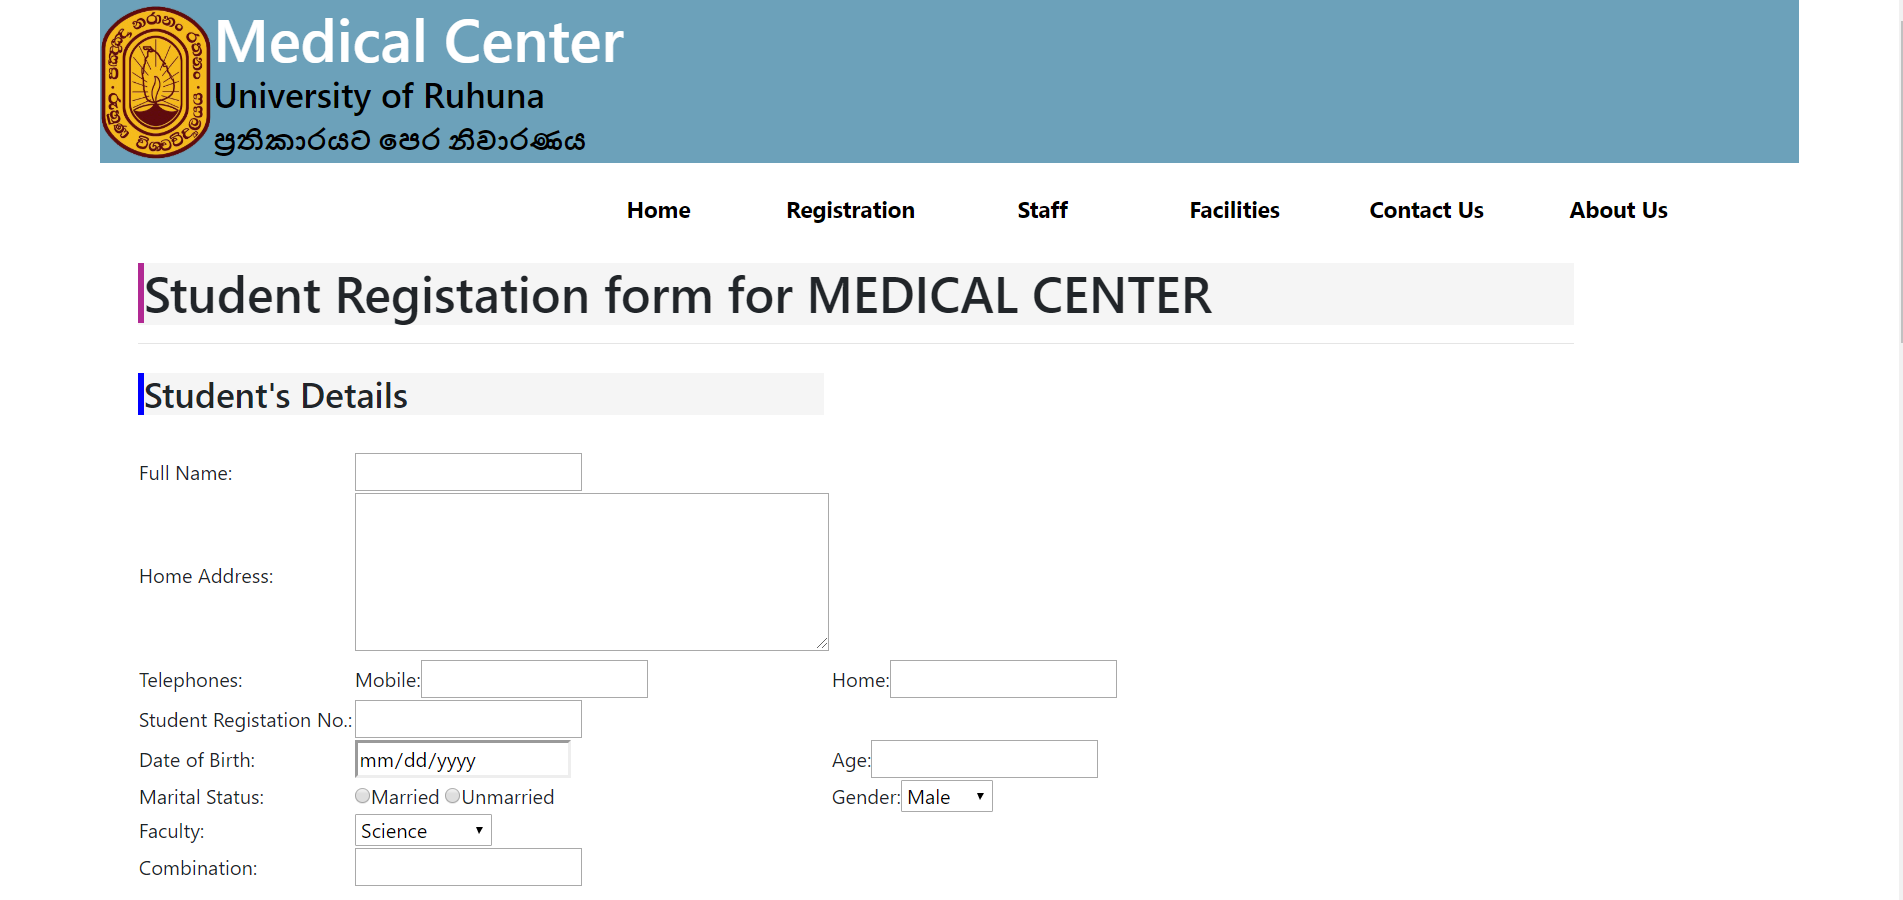 Medical Center
University of Ruhuna
ප්‍රතිකාරයට පෙර නිවාරණය
Home Registration Staff Facilities Contact Us About Us
Student Registation form for MEDICAL CENTER
Student's Details
Full Name:
Home Address:
Telephones: Mobile: Home:
Student Registation No.:
Date of Birth: mm/dd/yyyy Age:
Marital Status: Married Unmarried Gender: Male
Faculty: Science
Combination: